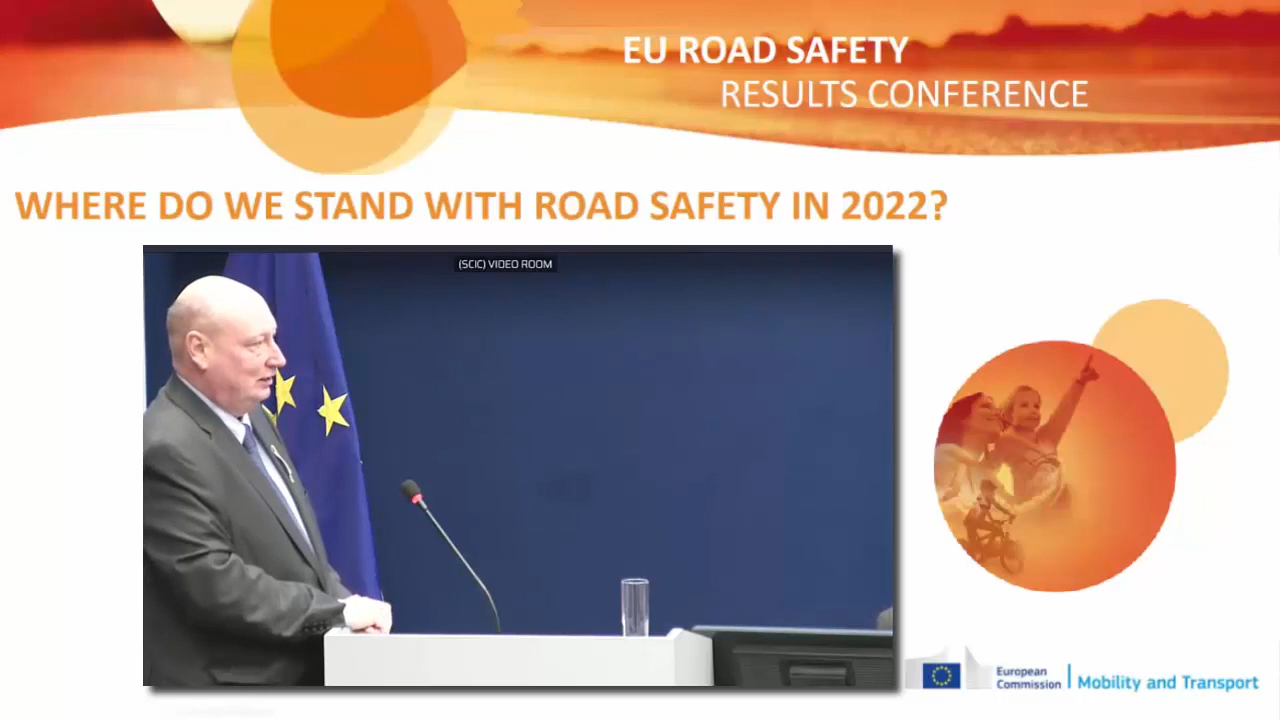 EU ROAD SAFETY
RESULTS CONFERENCE
WHERE DO WE STAND WITH ROAD SAFETY IN 2022?
(SCIC) VIDEO ROOM
European
Commission
Mobility and Transport